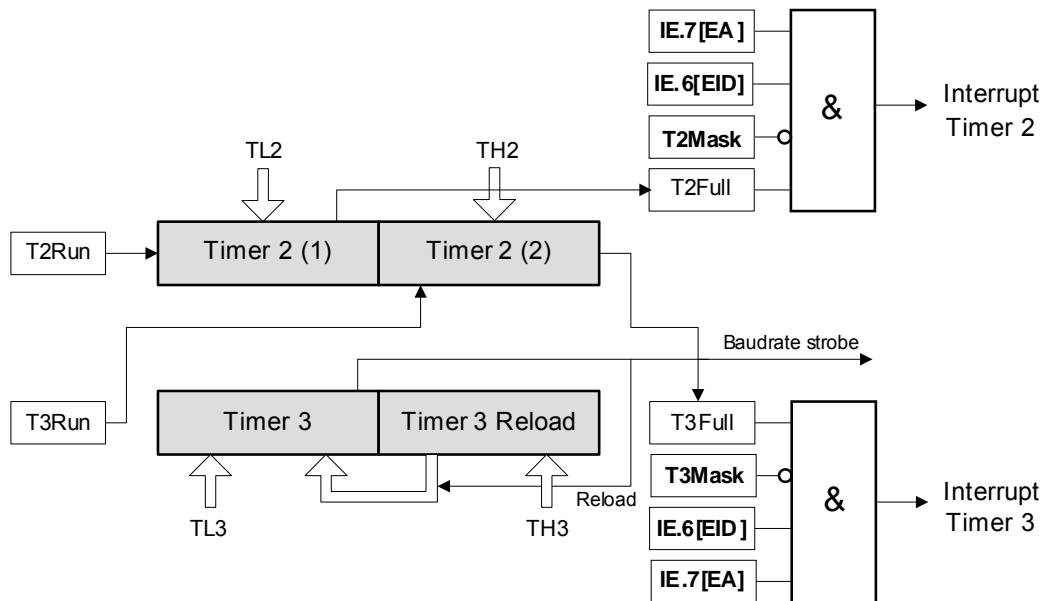 IE.7[EA]
IE.6[EID]
&
Interrupt
Timer 2
T2Mask
TL2
TH2
T2Full
T2Run
Timer 2 (1)
Timer 2 (2)
Baudrate strobe
T3Run
Timer 3
Timer 3 Reload
T3Full
T3Mask
Reload
&
Interrupt
Timer 3
TL3
TH3
IE.6[EID]
IE.7[EA]